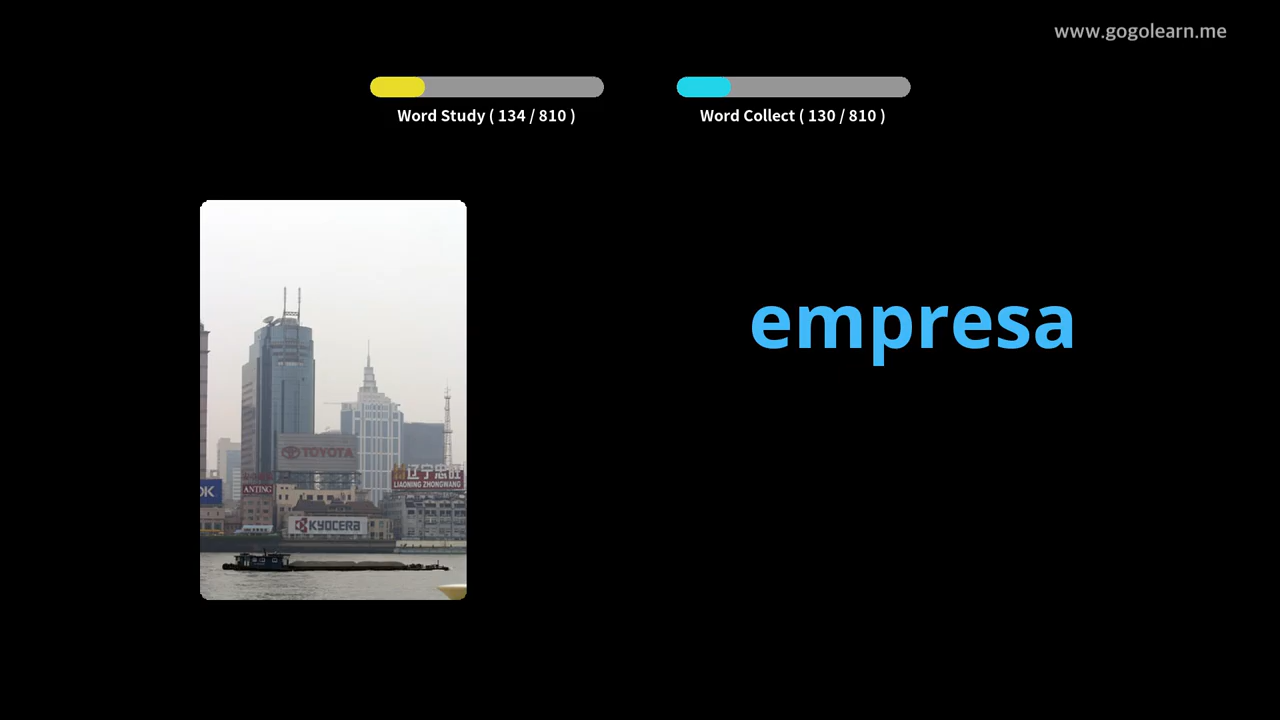 www.gogolearn.me
Word Study ( 134 / 810 )
Word Collect ( 130 / 810 )
empresa
TOYOTA
辽宁忠旺
LIAONING ZHONGWANG
ANTING
OK
KYOCERA